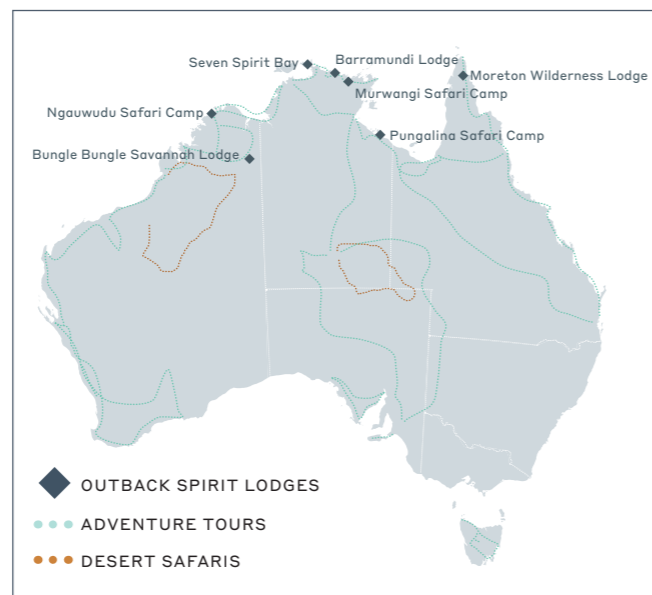 Seven Spirit Bay
Barramundi Lodge
Moreton Wilderness Lodge
Murwangi Safari Camp
Ngauwudu Safari Camp
Pungalina Safari Camp
Bungle Bungle Savannah Lodge
OUTBACK SPIRIT LODGES
ADVENTURE TOURS
DESERT SAFARIS